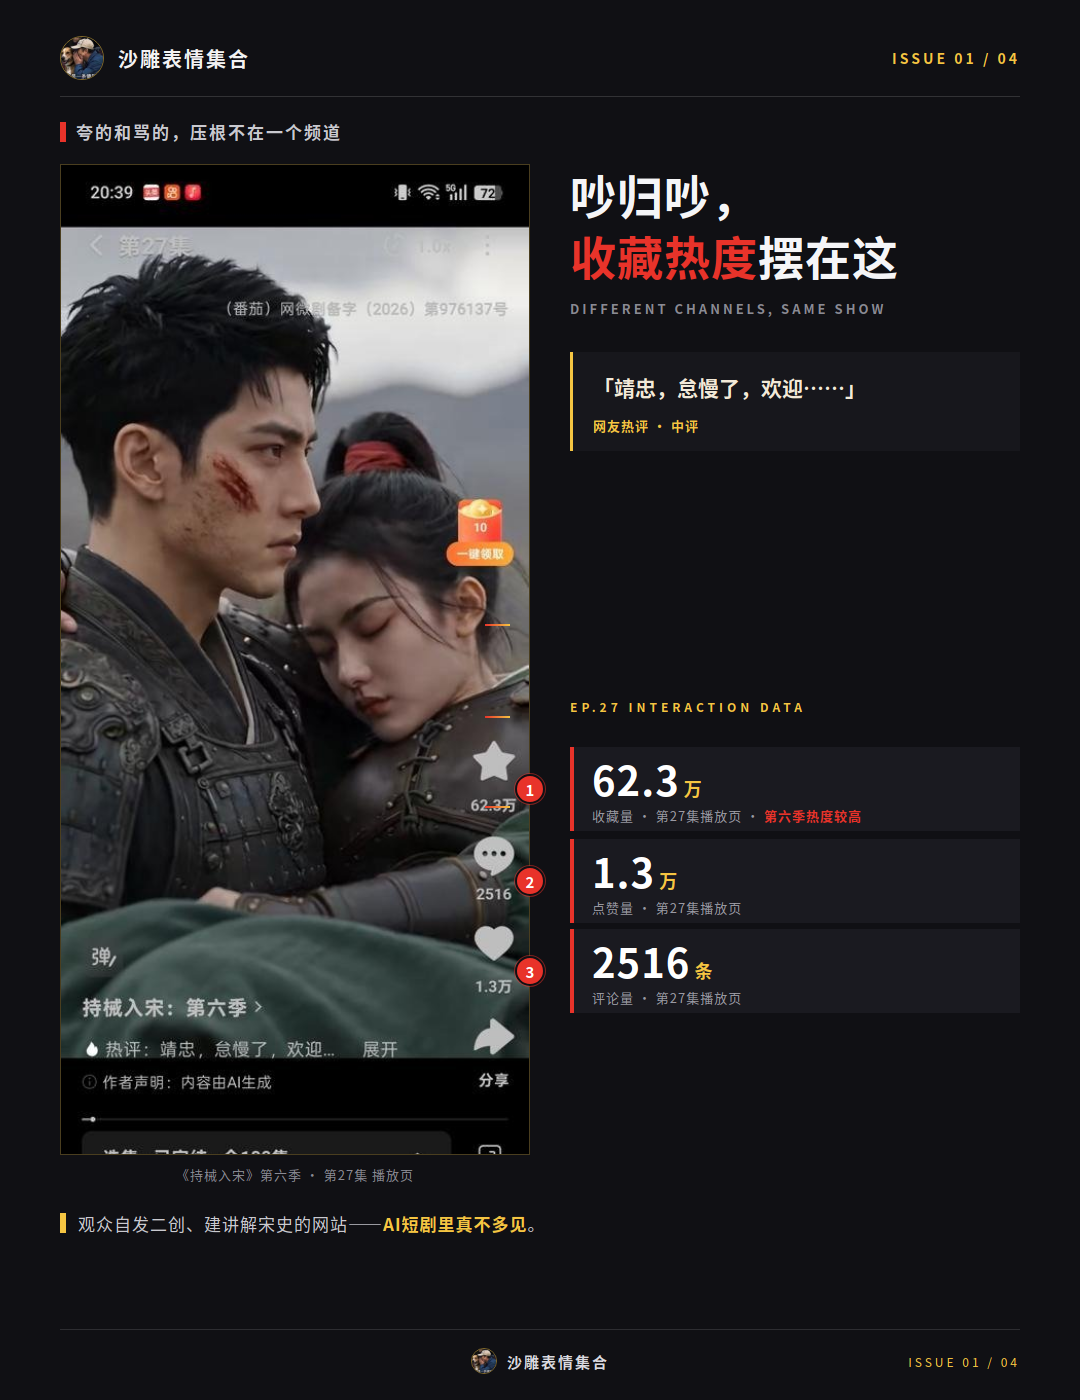 沙雕表情集合
ISSUE 01 / 04
夸的和骂的，压根不在一个频道
20:39
5G
72
第27集
1.0x
（番茄）网微剧备字（2026）第976137号
10
一键领取
62.3万
1
2516
2
1.3万
3
弹
持械入宋：第六季
热评：靖忠，怠慢了，欢迎... 展开
作者声明：内容由AI生成
分享
《持械入宋》第六季 · 第27集 播放页
吵归吵，
收藏热度摆在这
DIFFERENT CHANNELS, SAME SHOW
「靖忠，怠慢了，欢迎……」
网友热评 · 中评
EP.27 INTERACTION DATA
62.3万
收藏量 · 第27集播放页 · 第六季热度较高
1.3万
点赞量 · 第27集播放页
2516条
评论量 · 第27集播放页
观众自发二创、建讲解宋史的网站——AI短剧里真不多见。
沙雕表情集合
ISSUE 01 / 04